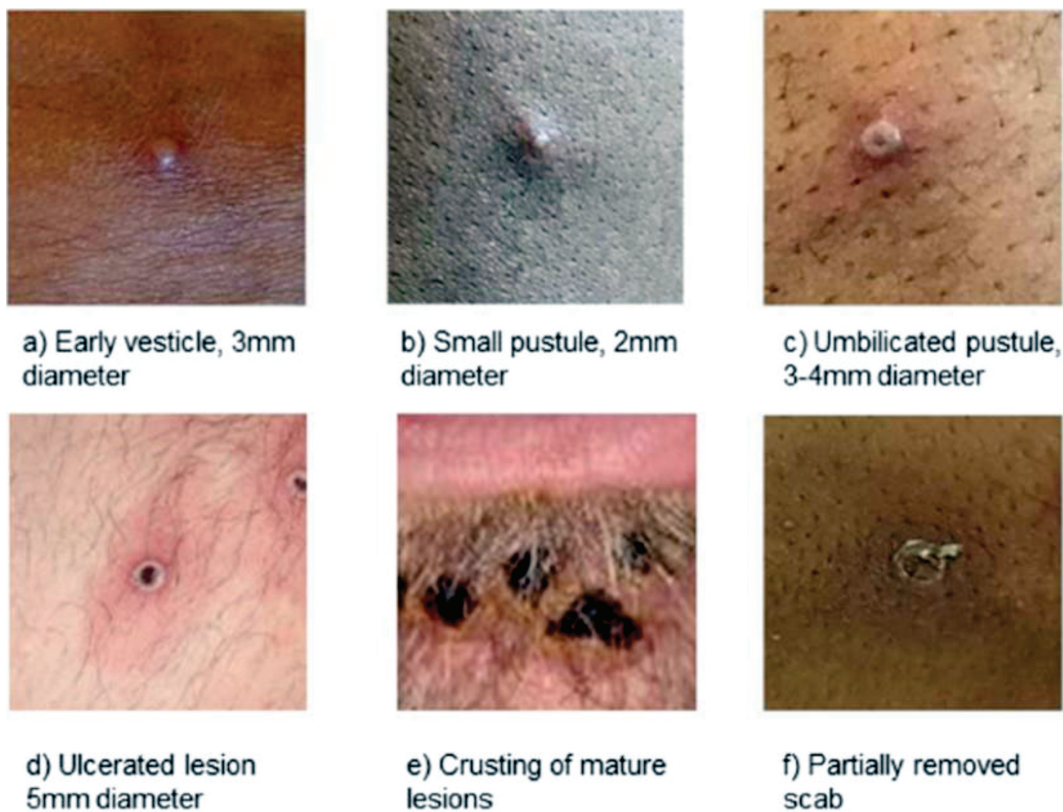 a) Early vesicle, 3mm
diameter
b) Small pustule, 2mm
diameter
c) Umbilicated pustule,
3-4mm diameter
d) Ulcerated lesion
5mm diameter
e) Crusting of mature
lesions
f) Partially removed
scab